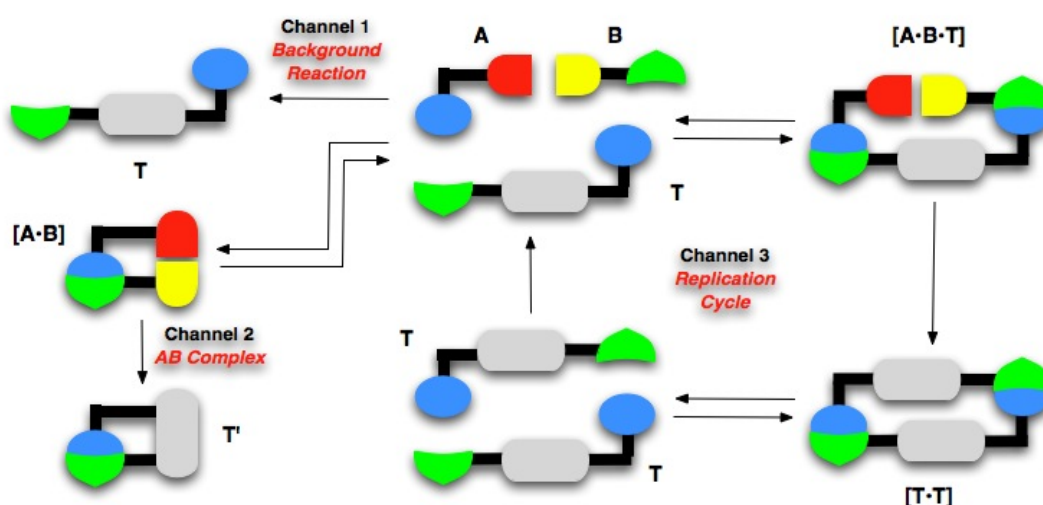 Channel 1
Background
Reaction
A
B
[A•B•T]
T
T
[A•B]
Channel 3
Replication
Cycle
Channel 2
AB Complex
T
T'
T
[T•T]